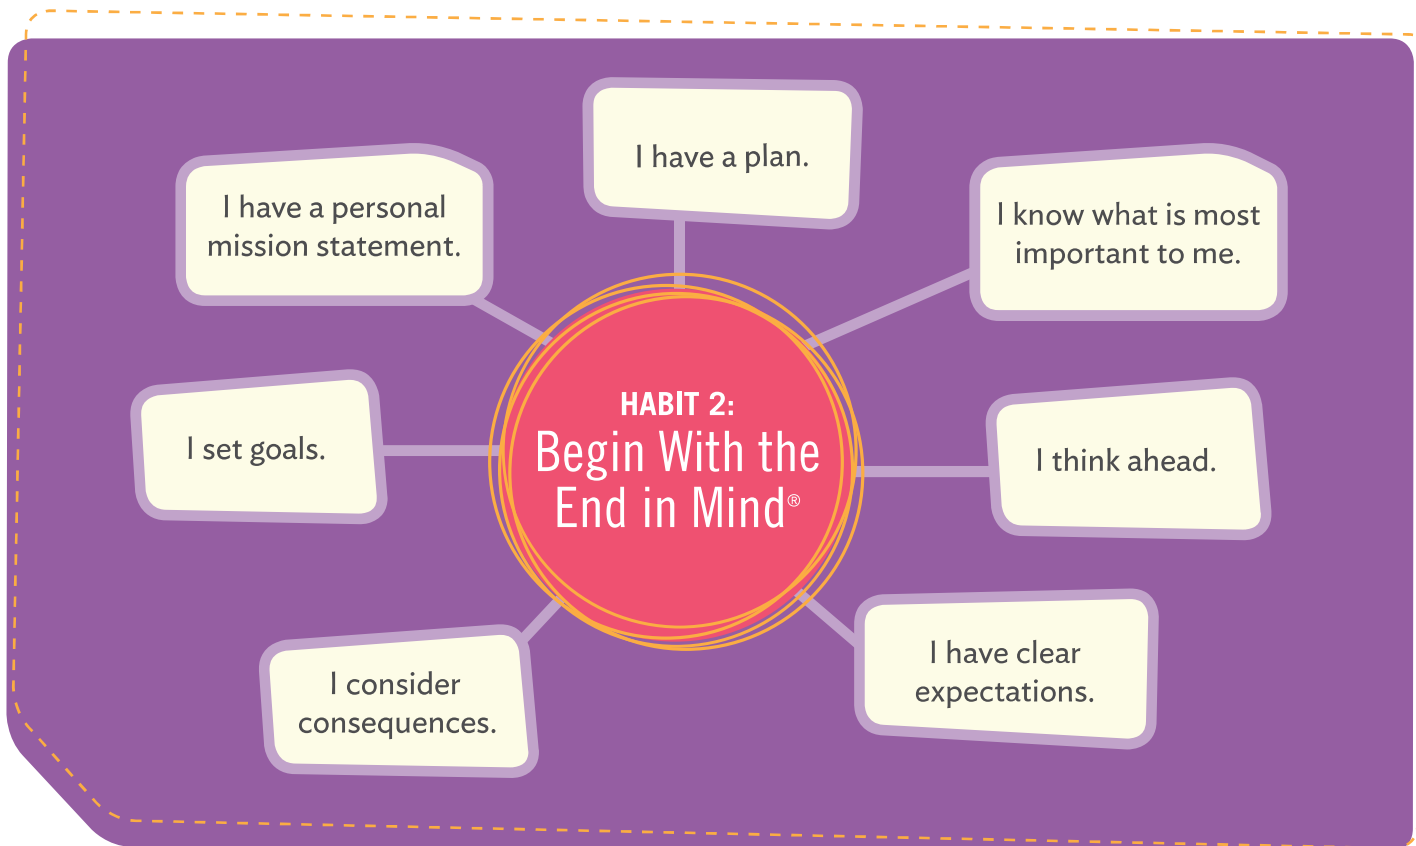 I have a plan.
I have a personal
mission statement.
I know what is most
important to me.
HABIT 2:
Begin With the
End in Mind®
I set goals.
I think ahead.
I consider
consequences.
I have clear
expectations.